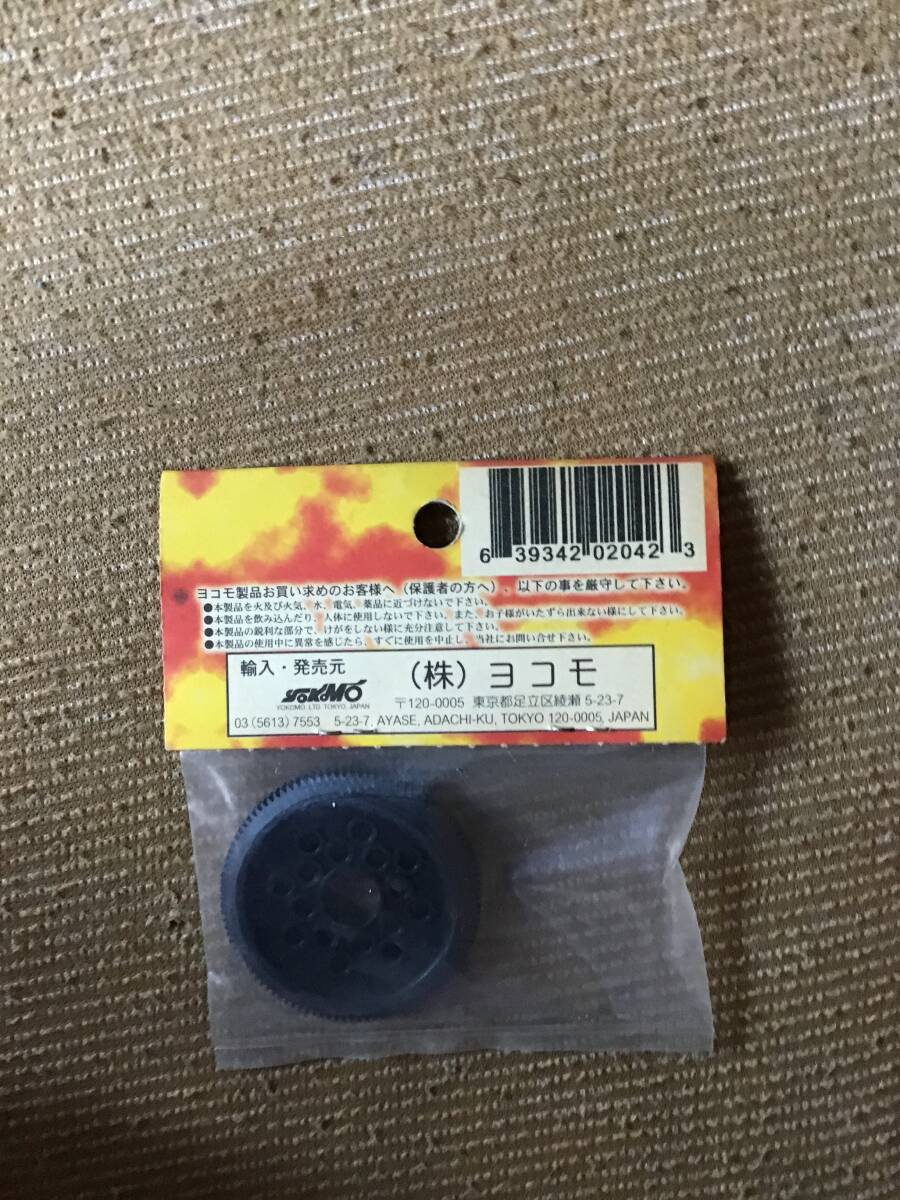 6 39342 02042 3
ヨコモ製品お買い求めのお客様へ（保護者の方へ）、以下の事を厳守して下さい。
●本製品を火及び火気、水、電気、薬品に近づけないで下さい。
●本製品を飲み込んだり、人体に使用しないで下さい。また、お子様がいたずら出来ない様にして下さい。
●本製品の鋭利な部分で、けがをしない様に充分注意して下さい。
●本製品の使用中に異常を感じたら、すぐに使用を中止し、当社にお問い合せ下さい。
輸入・発売元 （株）ヨコモ
YOKOMO
YOKOMO LTD TOKYO, JAPAN
〒120-0005 東京都足立区綾瀬 5-23-7
03 (5613) 7553 5-23-7, AYASE, ADACHI-KU, TOKYO 120-0005, JAPAN